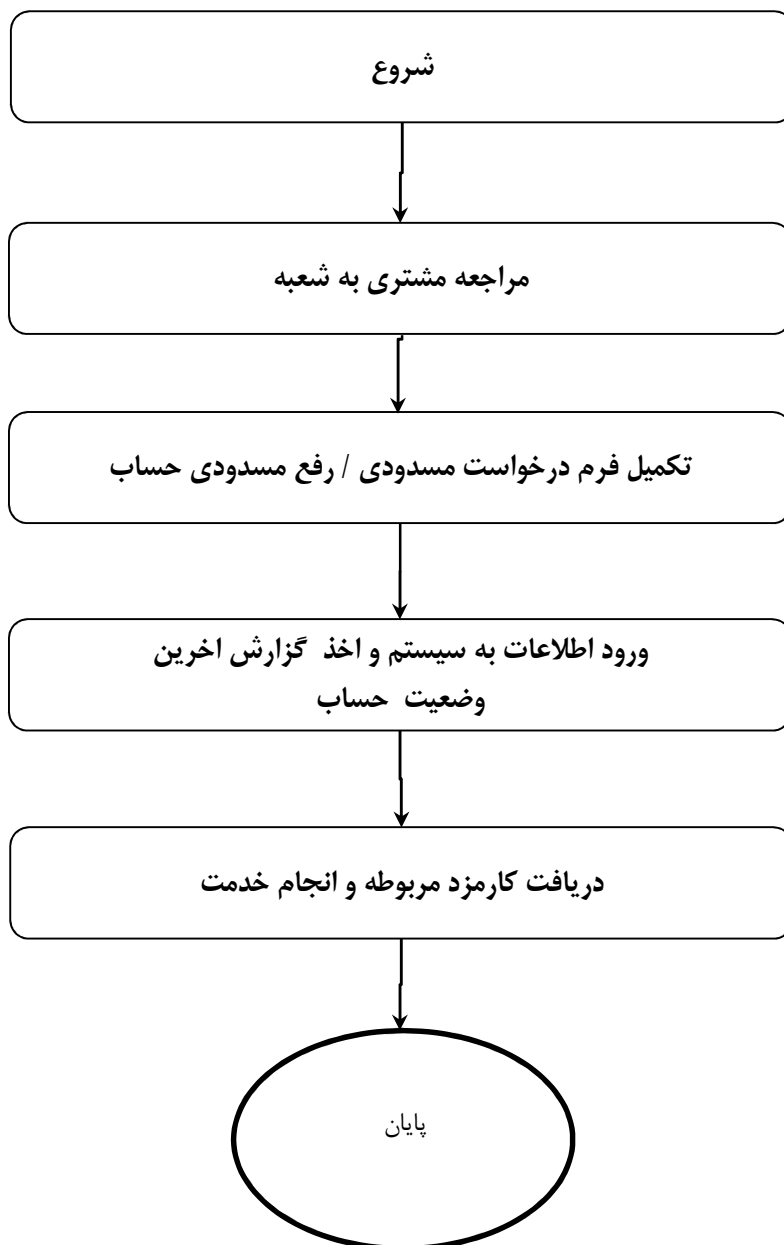 شروع
مراجعه مشتری به شعبه
تکمیل فرم درخواست مسدودی / رفع مسدودی حساب
ورود اطلاعات به سیستم و اخذ گزارش اخرین
وضعیت حساب
دریافت کارمزد مربوطه و انجام خدمت
پایان